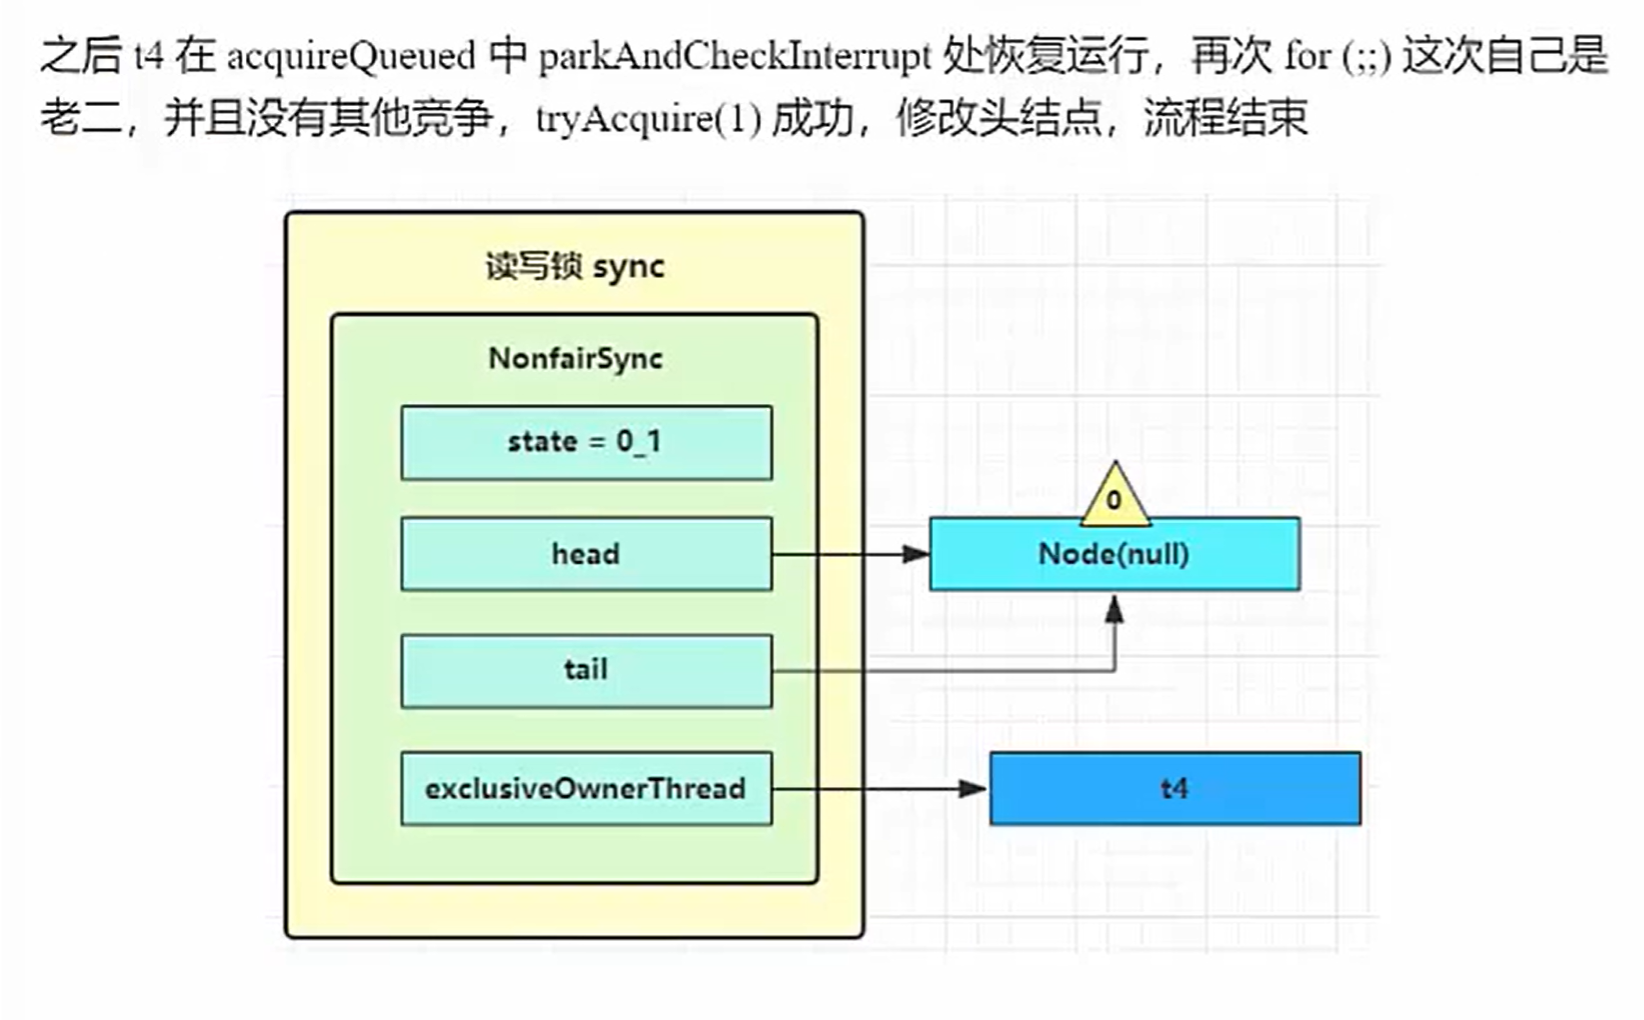 之后 t4 在 acquireQueued 中 parkAndCheckInterrupt 处恢复运行，再次 for (;;) 这次自己是
老二，并且没有其他竞争，tryAcquire(1) 成功，修改头结点，流程结束
读写锁 sync
NonfairSync
state = 0_1
0
head
Node(null)
tail
exclusiveOwnerThread
t4